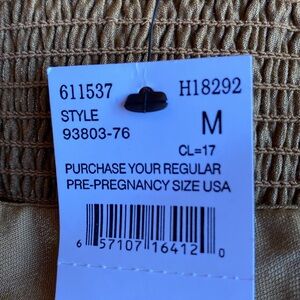 611537 H18292
STYLE
93803-76 M
CL=17
PURCHASE YOUR REGULAR
PRE-PREGNANCY SIZE USA
6 57107 16412 0